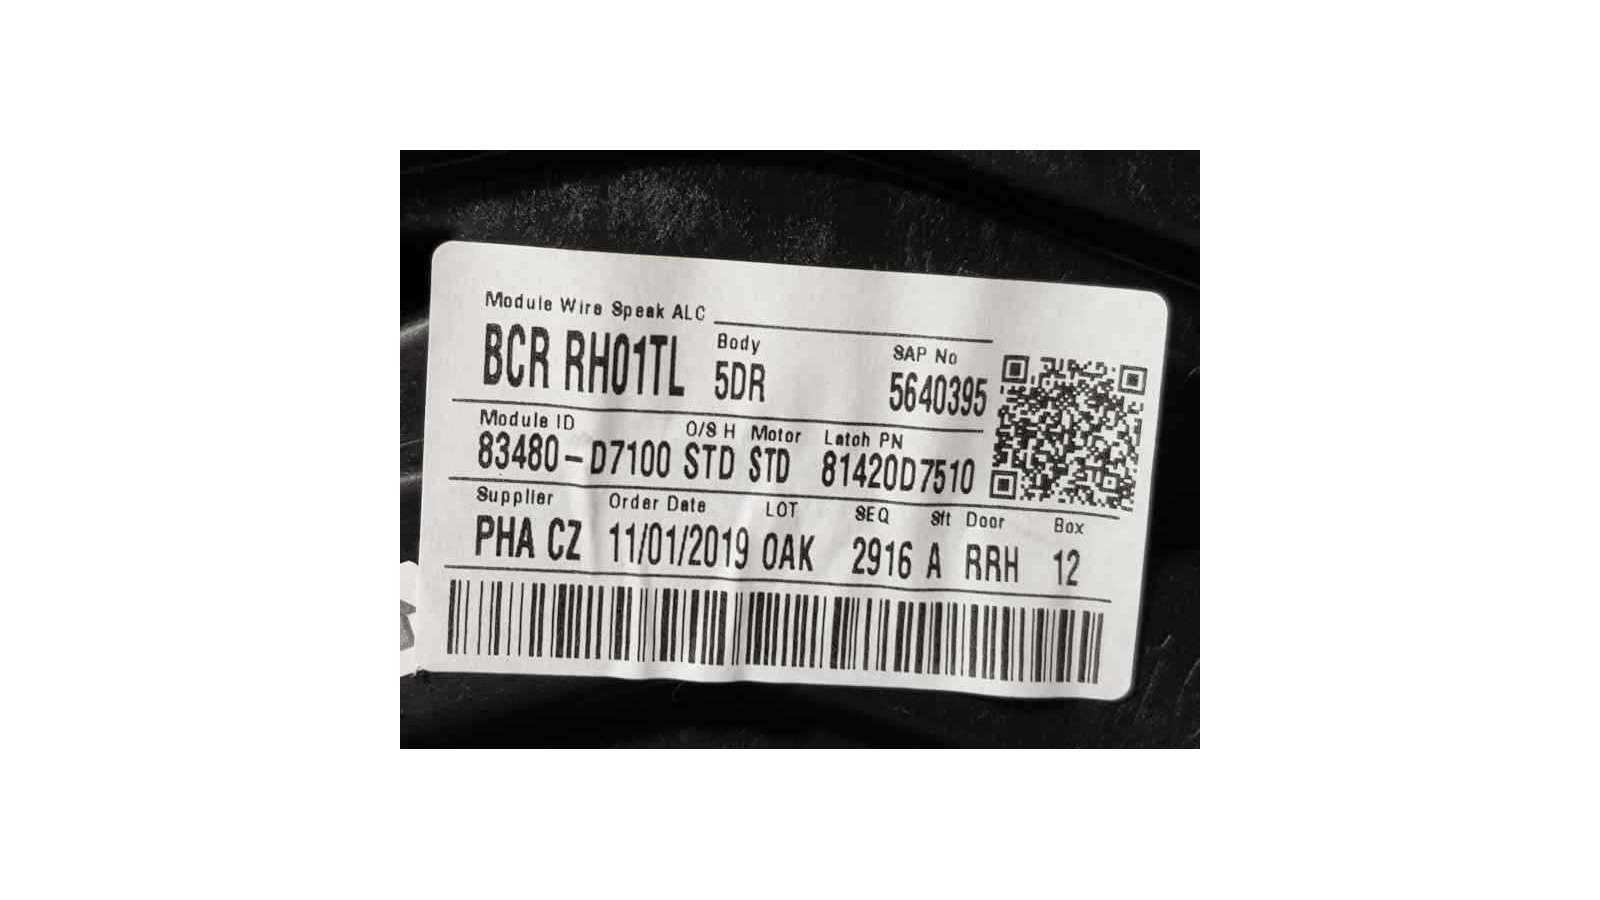 Module Wire Speak ALC
BCR RH01TL
Body
5DR
SAP No
5640395
Module ID
O/S H Motor Latch PN
83480-D7100 STD STD 81420D7510
Supplier Order Date LOT SEQ Sft Door Box
PHA CZ 11/01/2019 0AK 2916 A RRH 12